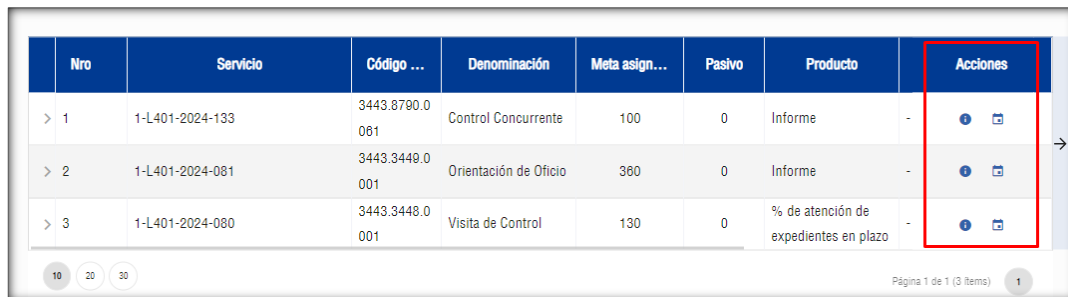 Nro Servicio Código ... Denominación Meta asign... Pasivo Producto Acciones
1 1-L401-2024-133 3443.8790.0 Control Concurrente 100 0 Informe -
061
2 1-L401-2024-081 3443.3449.0 Orientación de Oficio 360 0 Informe -
001
3 1-L401-2024-080 3443.3448.0 Visita de Control 130 0 % de atención de -
001 expedientes en plazo
10 20 30 Página 1 de 1 (3 ítems) 1